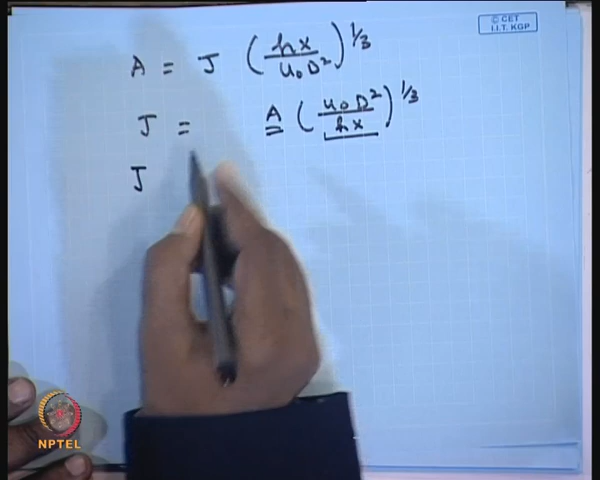 © CET
I.I.T. KGP
A = J (hx / u₀D²)^1/3
J = A (u₀D² / hx)^1/3
J
NPTEL